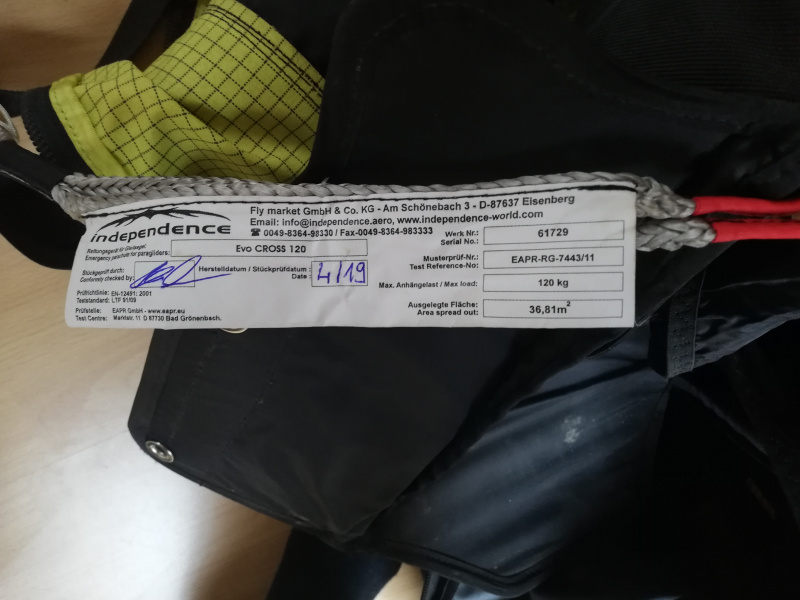 independence
Fly market GmbH & Co. KG - Am Schönebach 3 - D-87637 Eisenberg
Email: info@independence.aero, www.independence-world.com
☎ 0049-8364-98330 / Fax-0049-8364-983333
Rettungsgerät für Gleitsegel:
Emergency parachute for paragliders:
Evo CROSS 120
Stückgeprüft durch:
Conformity checked by:
Herstelldatum / Stückprüfdatum :
Date :
4/19
Prüfrichtlinie: EN-12491: 2001
Teststandard: LTF 91/09
Prüfstelle: EAPR GmbH - www.eapr.eu
Test Centre: Marktstr. 11 D 87730 Bad Grönenbach.
Werk Nr.:
Serial No.:
61729
Musterprüf-Nr.:
Test Reference-No.:
EAPR-RG-7443/11
Max. Anhängelast / Max load:
120 kg
Ausgelegte Fläche:
Area spread out:
36,81m²